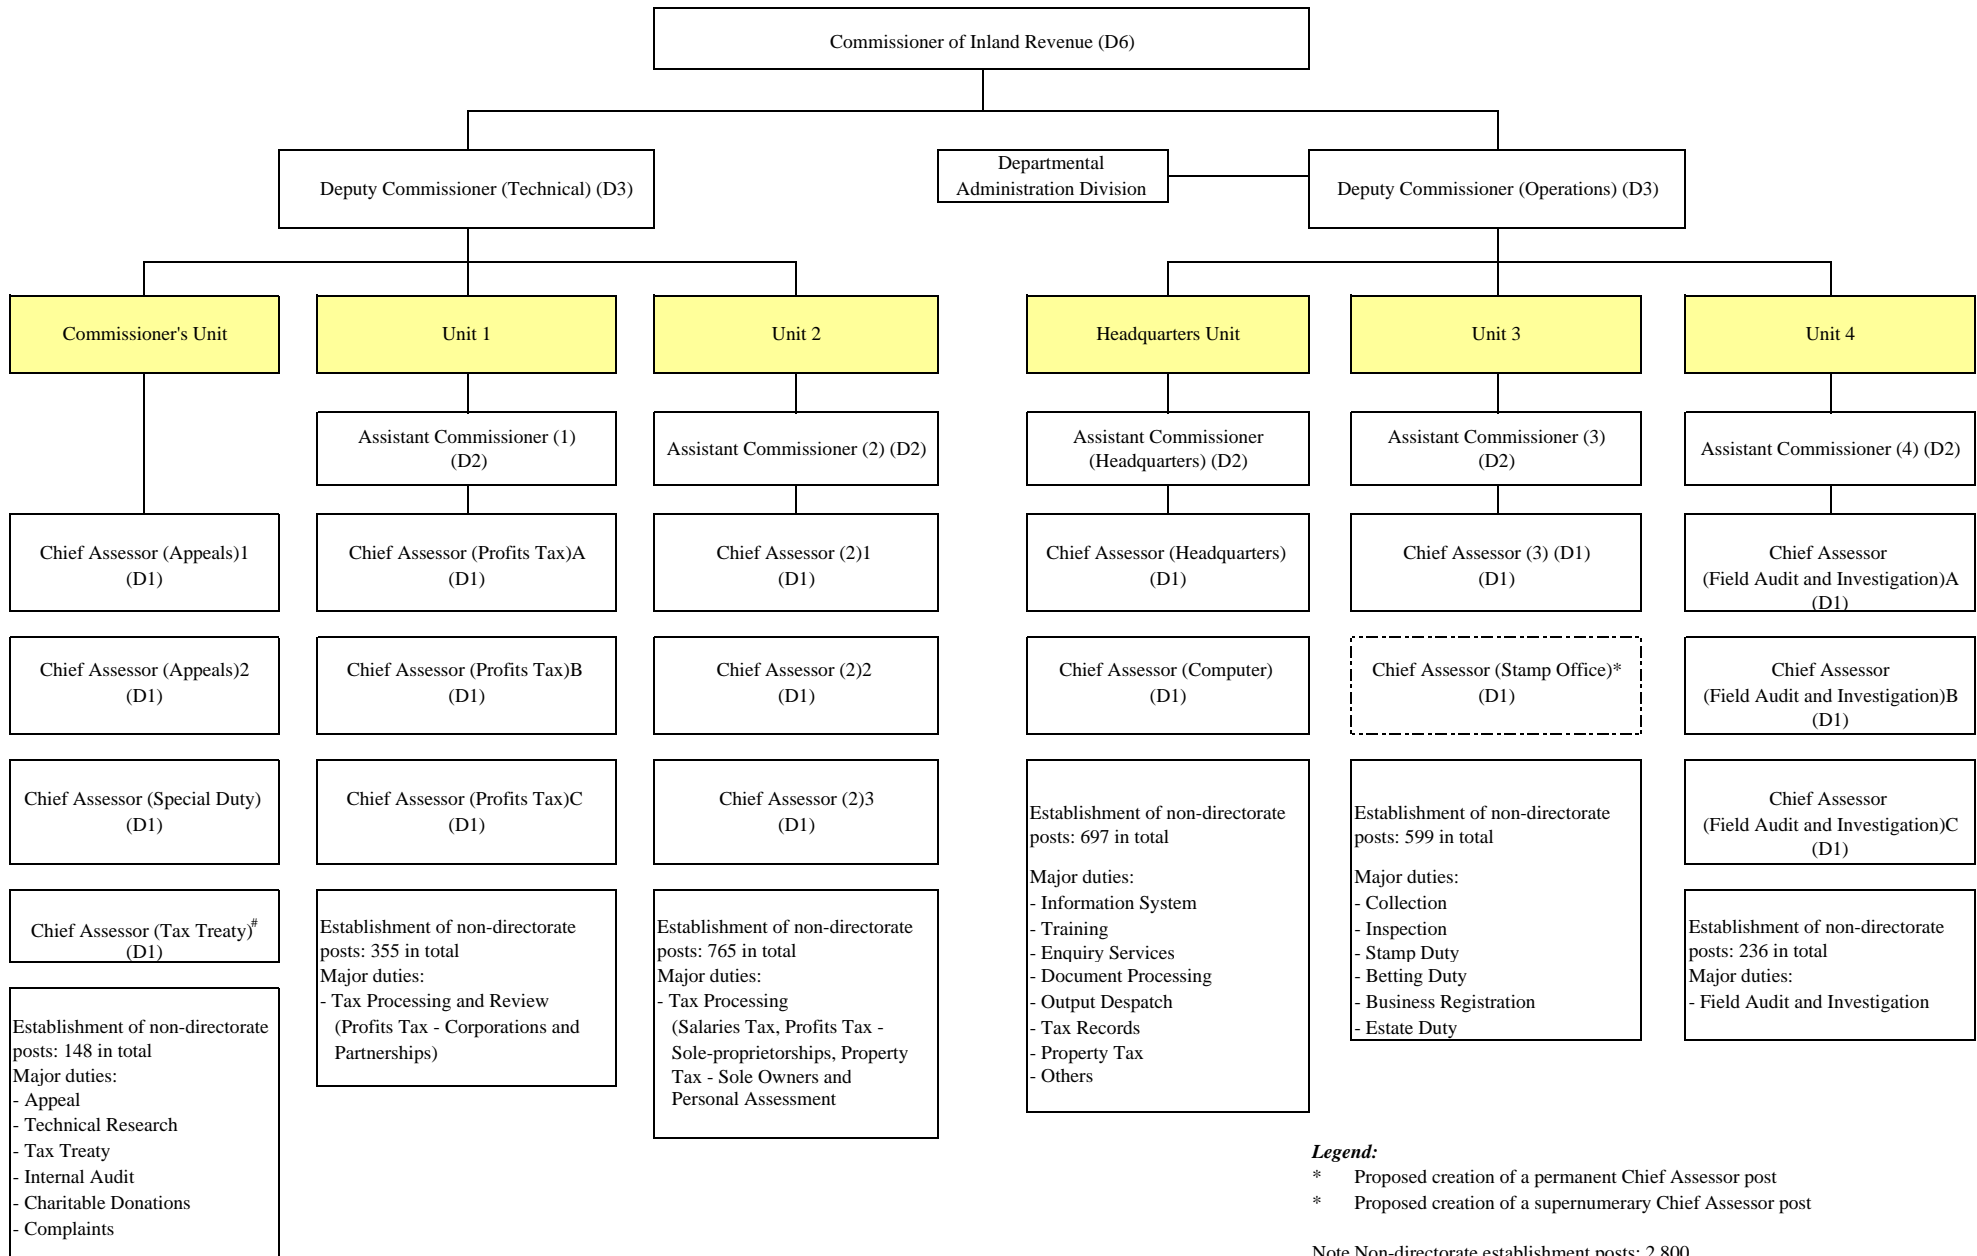 Commissioner of Inland Revenue (D6)
Deputy Commissioner (Technical) (D3)
Departmental
Administration Division
Deputy Commissioner (Operations) (D3)
Commissioner's Unit
Unit 1
Unit 2
Headquarters Unit
Unit 3
Unit 4
Assistant Commissioner (1)
(D2)
Assistant Commissioner (2) (D2)
Assistant Commissioner
(Headquarters) (D2)
Assistant Commissioner (3)
(D2)
Assistant Commissioner (4) (D2)
Chief Assessor (Appeals)1
(D1)
Chief Assessor (Profits Tax)A
(D1)
Chief Assessor (2)1
(D1)
Chief Assessor (Headquarters)
(D1)
Chief Assessor (3) (D1)
(D1)
Chief Assessor
(Field Audit and Investigation)A
(D1)
Chief Assessor (Appeals)2
(D1)
Chief Assessor (Profits Tax)B
(D1)
Chief Assessor (2)2
(D1)
Chief Assessor (Computer)
(D1)
Chief Assessor (Stamp Office)*
(D1)
Chief Assessor
(Field Audit and Investigation)B
(D1)
Chief Assessor (Special Duty)
(D1)
Chief Assessor (Profits Tax)C
(D1)
Chief Assessor (2)3
(D1)
Establishment of non-directorate
posts: 697 in total
Major duties:
- Information System
- Training
- Enquiry Services
- Document Processing
- Output Despatch
- Tax Records
- Property Tax
- Others
Establishment of non-directorate
posts: 599 in total
Major duties:
- Collection
- Inspection
- Stamp Duty
- Betting Duty
- Business Registration
- Estate Duty
Chief Assessor
(Field Audit and Investigation)C
(D1)
Chief Assessor (Tax Treaty)#
(D1)
Establishment of non-directorate
posts: 355 in total
Major duties:
- Tax Processing and Review
(Profits Tax - Corporations and
Partnerships)
Establishment of non-directorate
posts: 765 in total
Major duties:
- Tax Processing
(Salaries Tax, Profits Tax -
Sole-proprietorships, Property
Tax - Sole Owners and
Personal Assessment
Establishment of non-directorate
posts: 236 in total
Major duties:
- Field Audit and Investigation
Establishment of non-directorate
posts: 148 in total
Major duties:
- Appeal
- Technical Research
- Tax Treaty
- Internal Audit
- Charitable Donations
- Complaints
Legend:
* Proposed creation of a permanent Chief Assessor post
* Proposed creation of a supernumerary Chief Assessor post
Note Non-directorate establishment posts: 2,800